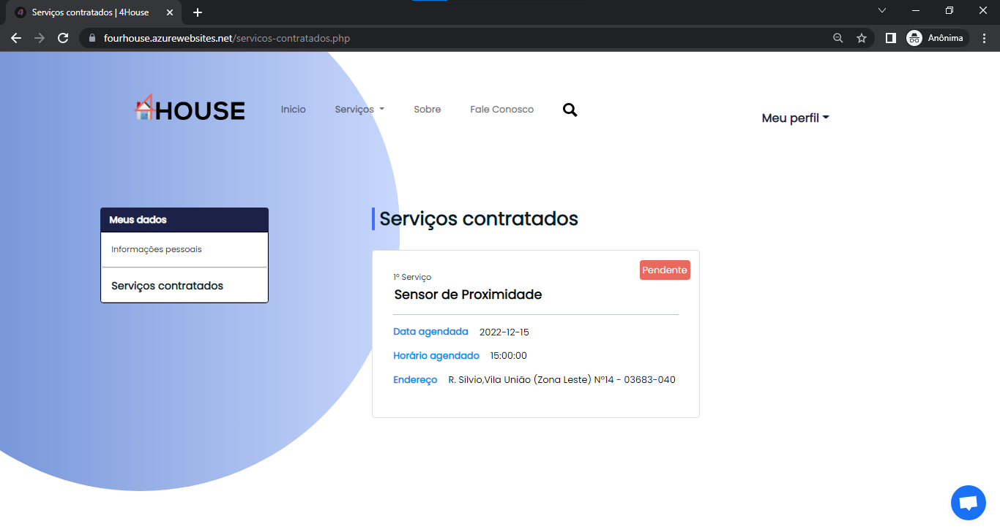 Serviços contratados | 4House
fourhouse.azurewebsites.net/servicos-contratados.php
Anônima
4HOUSE
Inicio
Serviços
Sobre
Fale Conosco
Meu perfil
Meus dados
Informações pessoais
Serviços contratados
Serviços contratados
Pendente
1º Serviço
Sensor de Proximidade
Data agendada 2022-12-15
Horário agendado 15:00:00
Endereço R. Sílvio,Vila União (Zona Leste) Nº14 - 03683-040